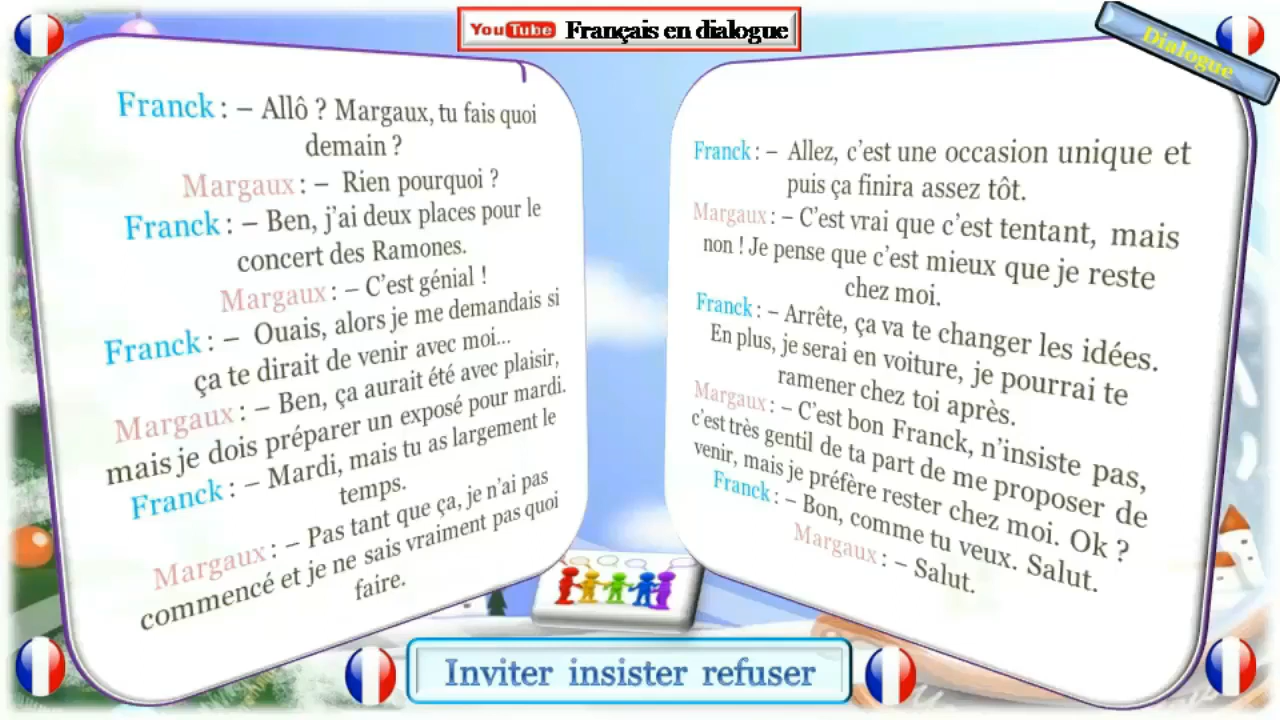 YouTube Français en dialogue
Dialogue
Franck : – Allô ? Margaux, tu fais quoi
demain ?
Margaux : – Rien pourquoi ?
Franck : – Ben, j’ai deux places pour le
concert des Ramones.
Margaux : – C’est génial !
Franck : – Ouais, alors je me demandais si
ça te dirait de venir avec moi...
Margaux : – Ben, ça aurait été avec plaisir,
mais je dois préparer un exposé pour mardi.
Franck : – Mardi, mais tu as largement le
temps.
Margaux : – Pas tant que ça, je n’ai pas
commencé et je ne sais vraiment pas quoi
faire.
Franck : – Allez, c’est une occasion unique et
puis ça finira assez tôt.
Margaux : – C’est vrai que c’est tentant, mais
non ! Je pense que c’est mieux que je reste
chez moi.
Franck : – Arrête, ça va te changer les idées.
En plus, je serai en voiture, je pourrai te
ramener chez toi après.
Margaux : – C’est bon Franck, n’insiste pas,
c’est très gentil de ta part de me proposer de
venir, mais je préfère rester chez moi. Ok ?
Franck : – Bon, comme tu veux. Salut.
Margaux : – Salut.
Inviter insister refuser